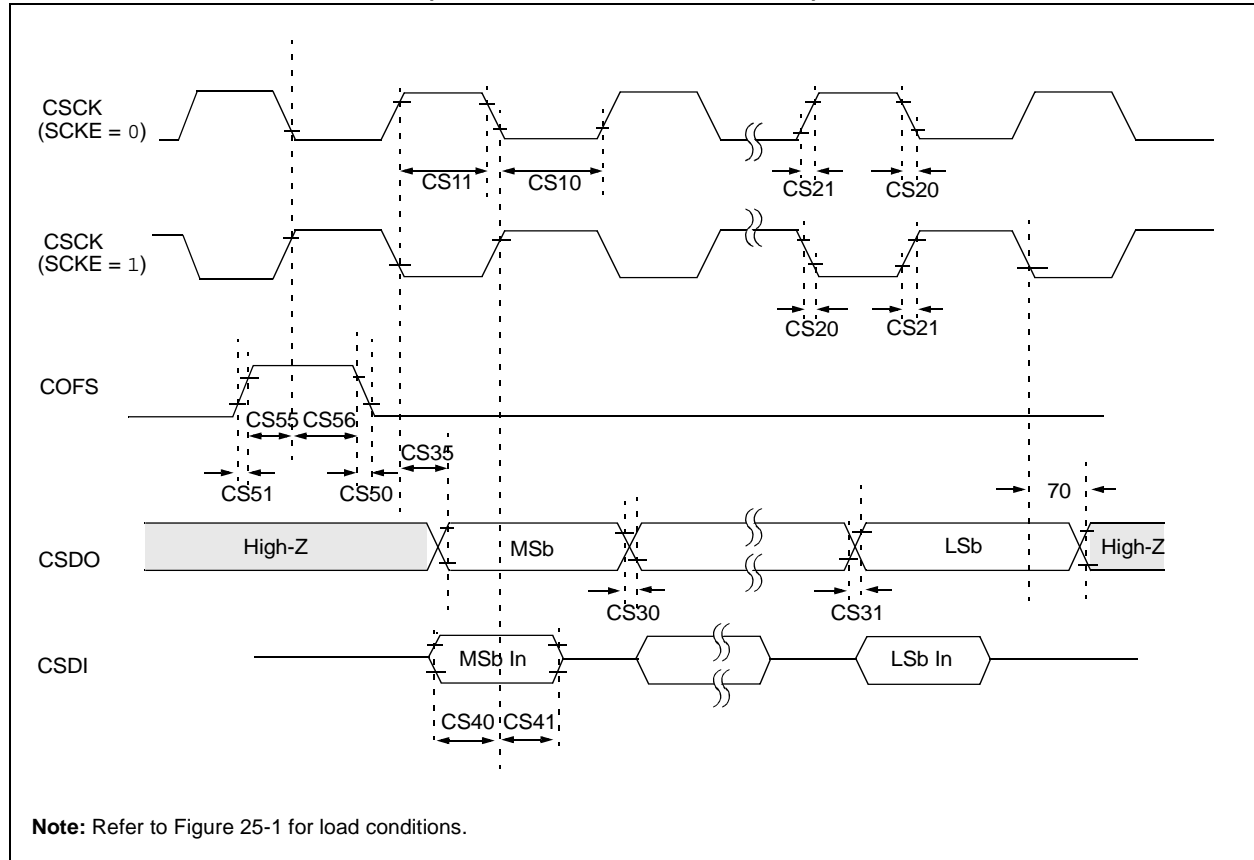 CSCK
(SCKE = 0)
CS11
CS10
CS21
CS20
CSCK
(SCKE = 1)
CS20
CS21
COFS
CS55
CS56
CS35
CS51
CS50
70
CSDO
High-Z
MSb
LSb
High-Z
CS30
CS31
CSDI
MSb In
LSb In
CS40
CS41
Note: Refer to Figure 25-1 for load conditions.